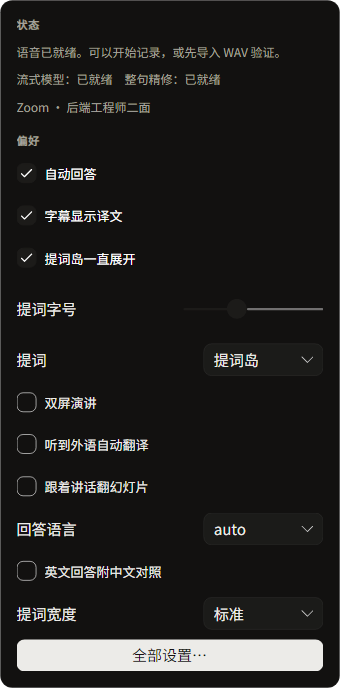 状态
语音已就绪。可以开始记录，或先导入 WAV 验证。
流式模型：已就绪　整句精修：已就绪
Zoom · 后端工程师二面
偏好
自动回答
字幕显示译文
提词岛一直展开
提词字号
提词 提词岛
双屏演讲
听到外语自动翻译
跟着讲话翻幻灯片
回答语言 auto
英文回答附中文对照
提词宽度 标准
全部设置…